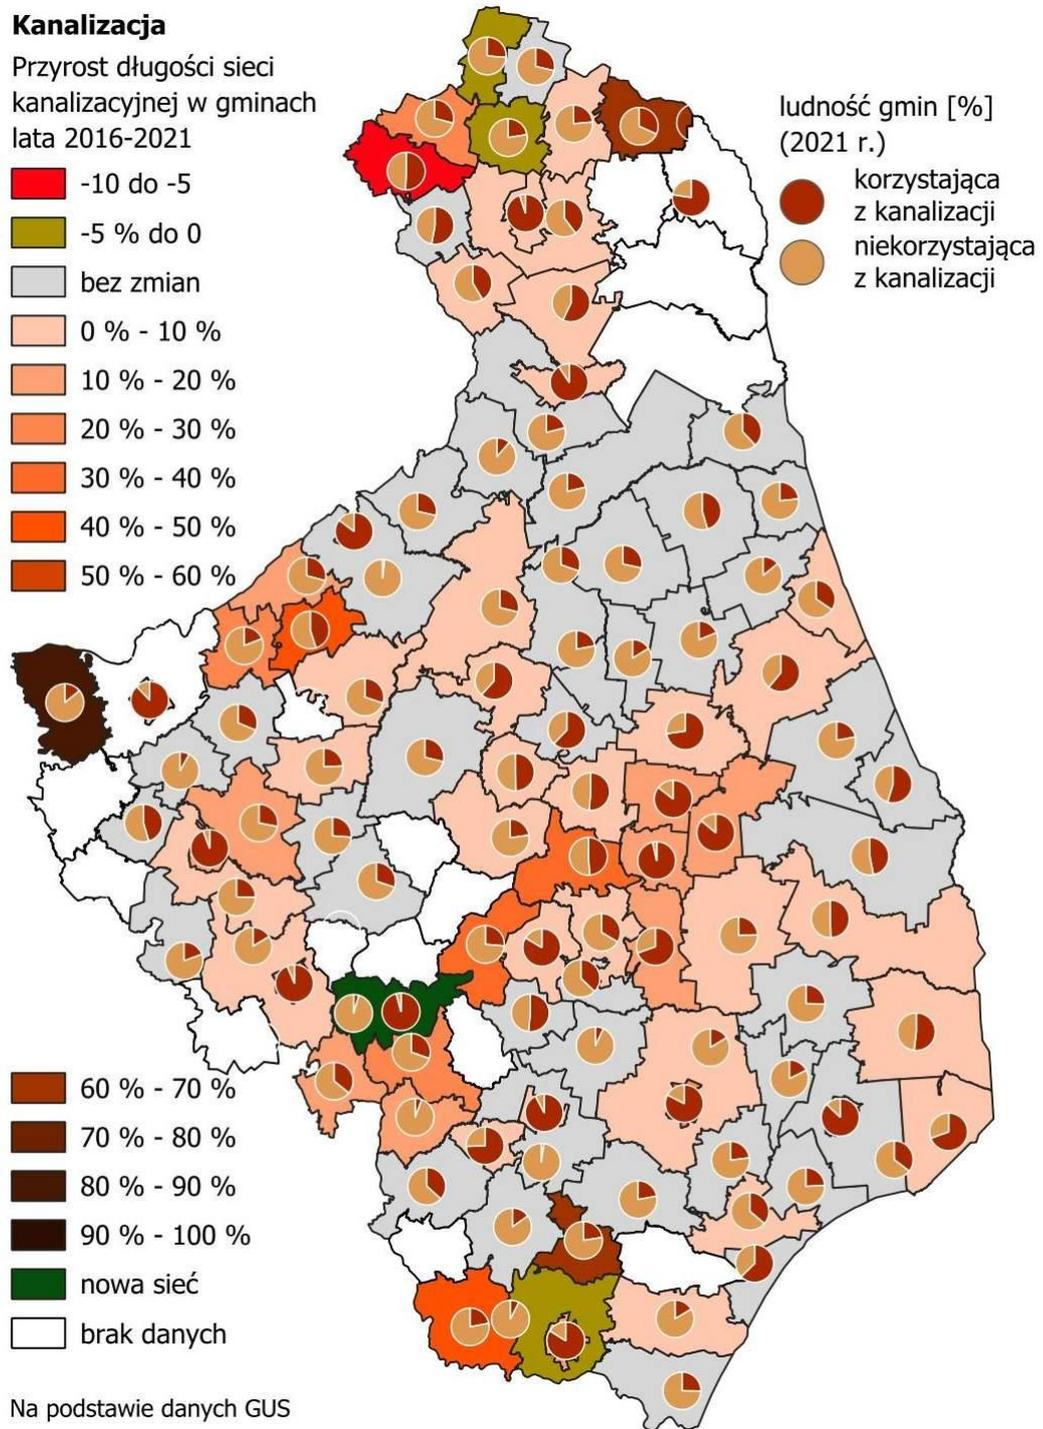 Kanalizacja
Przyrost długości sieci
kanalizacyjnej w gminach
lata 2016-2021
-10 do -5
-5 % do 0
bez zmian
0 % - 10 %
10 % - 20 %
20 % - 30 %
30 % - 40 %
40 % - 50 %
50 % - 60 %
60 % - 70 %
70 % - 80 %
80 % - 90 %
90 % - 100 %
nowa sieć
brak danych
ludność gmin [%]
(2021 r.)
korzystająca
z kanalizacji
niekorzystająca
z kanalizacji
Na podstawie danych GUS